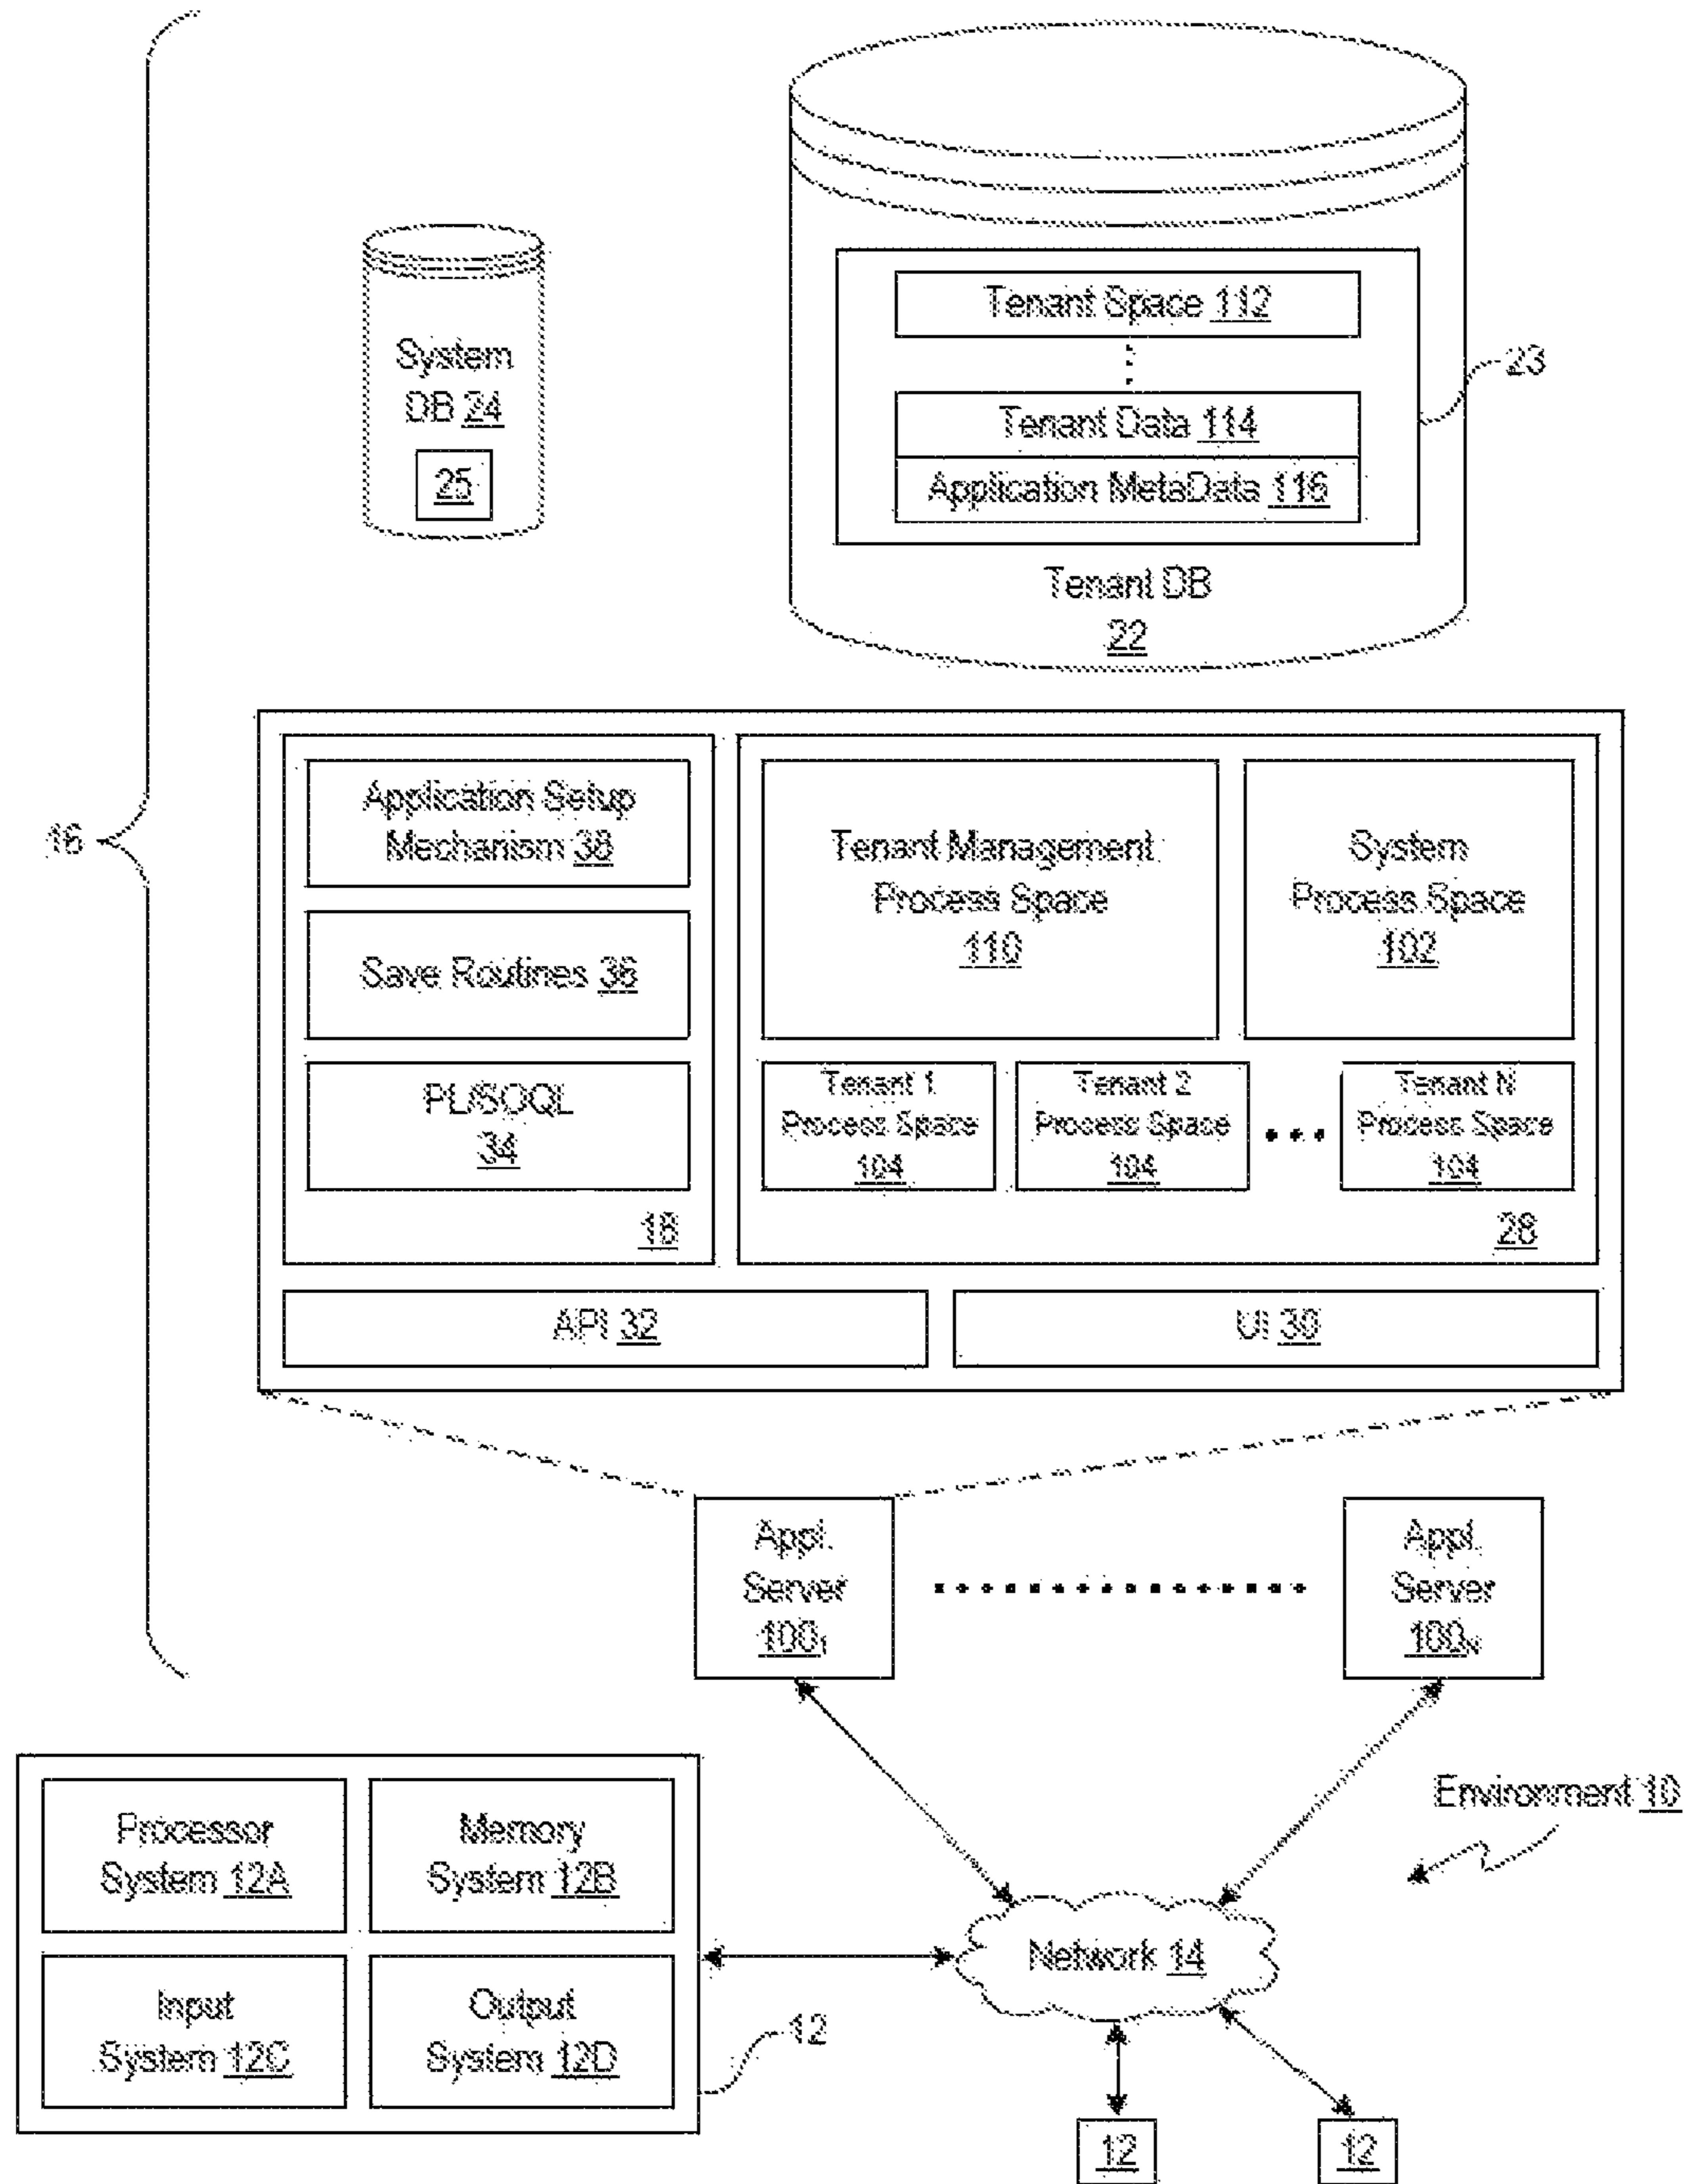 System
DB 24
25
Tenant Space 112
Tenant Data 114
Application MetaData 116
23
Tenant DB
22
16
Application Setup
Mechanism 38
Save Routines 36
PL/SOQL
34
18
Tenant Management
Process Space
110
System
Process Space
102
Tenant 1
Process Space
104
Tenant 2
Process Space
104
Tenant N
Process Space
104
28
API 32
UI 30
Appl.
Server
100₁
Appl.
Server
100ₙ
Environment 10
Processor
System 12A
Memory
System 12B
Input
System 12C
Output
System 12D
12
Network 14
12
12